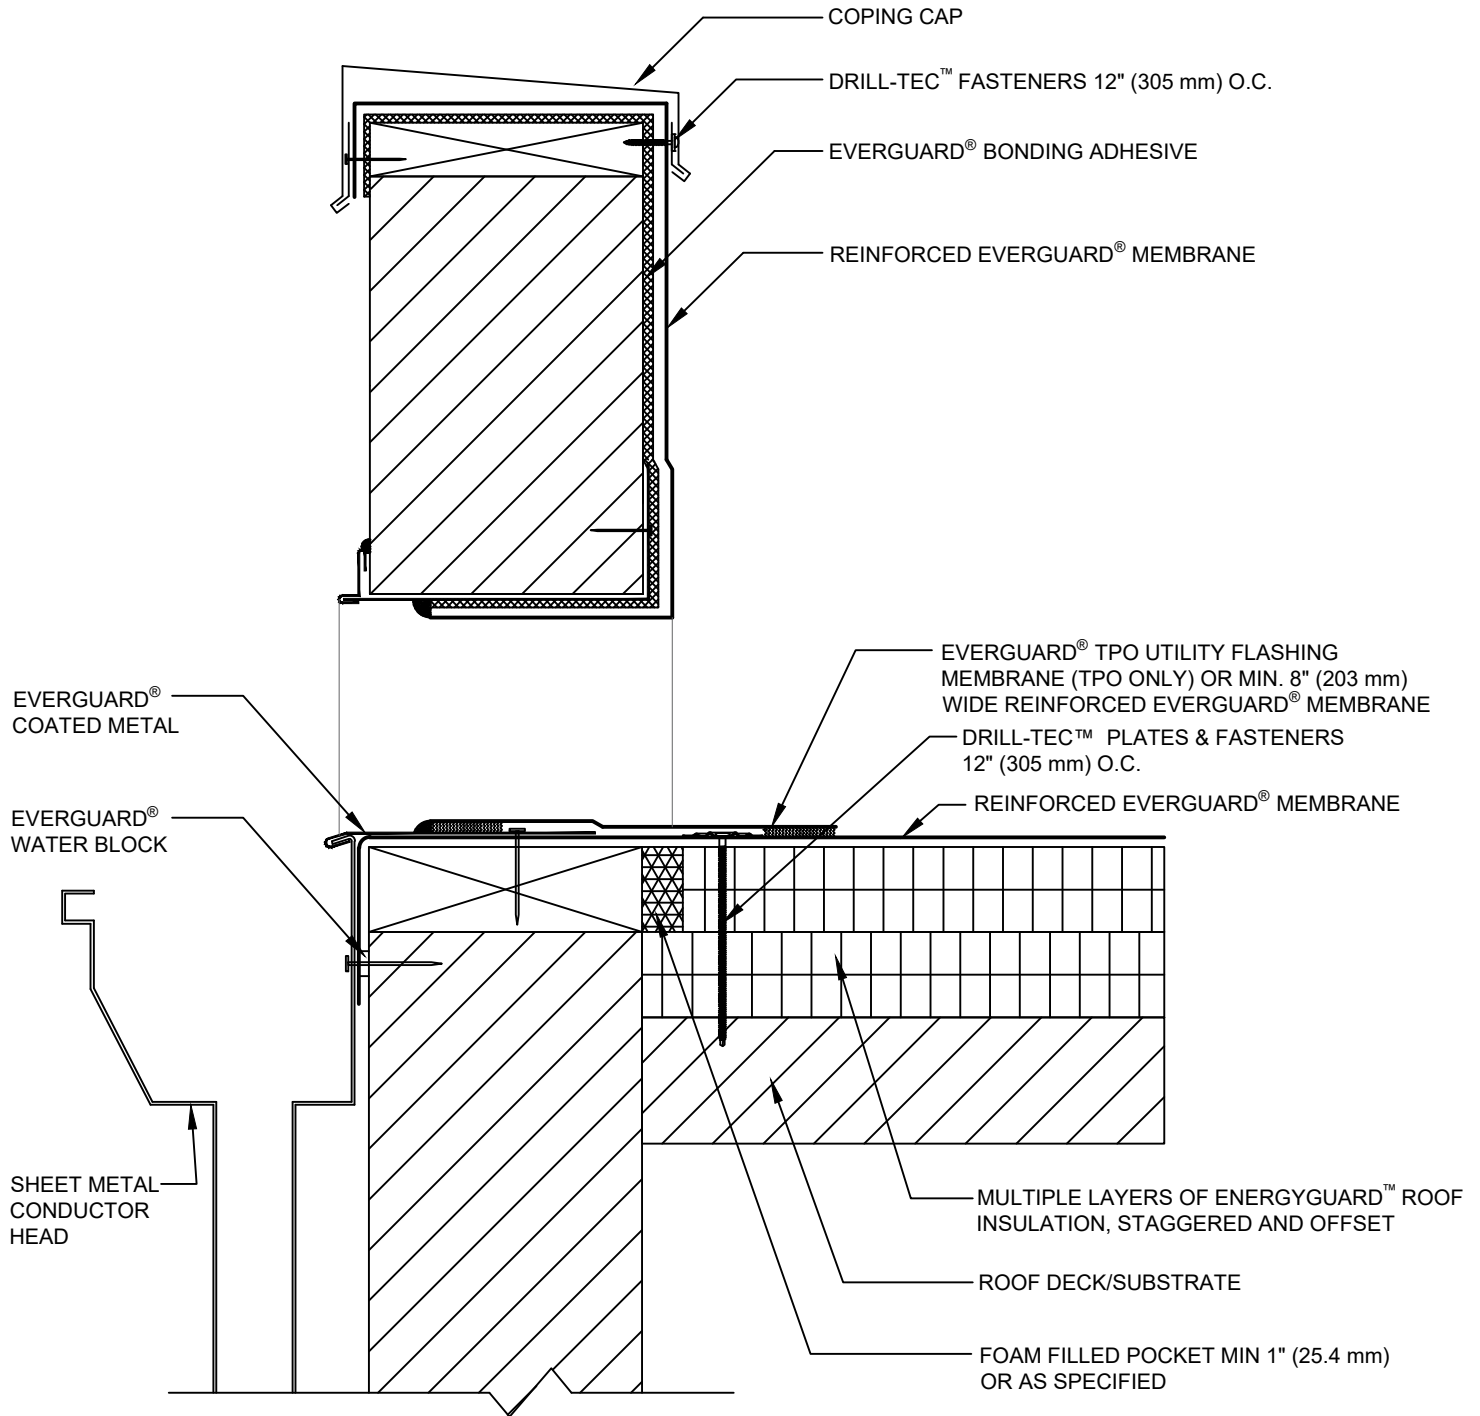 COPING CAP
DRILL-TEC™ FASTENERS 12" (305 mm) O.C.
EVERGUARD® BONDING ADHESIVE
REINFORCED EVERGUARD® MEMBRANE
EVERGUARD® TPO UTILITY FLASHING
MEMBRANE (TPO ONLY) OR MIN. 8" (203 mm)
WIDE REINFORCED EVERGUARD® MEMBRANE
EVERGUARD®
COATED METAL
DRILL-TEC™ PLATES & FASTENERS
12" (305 mm) O.C.
REINFORCED EVERGUARD® MEMBRANE
EVERGUARD®
WATER BLOCK
SHEET METAL
CONDUCTOR
HEAD
MULTIPLE LAYERS OF ENERGYGUARD™ ROOF
INSULATION, STAGGERED AND OFFSET
ROOF DECK/SUBSTRATE
FOAM FILLED POCKET MIN 1" (25.4 mm)
OR AS SPECIFIED